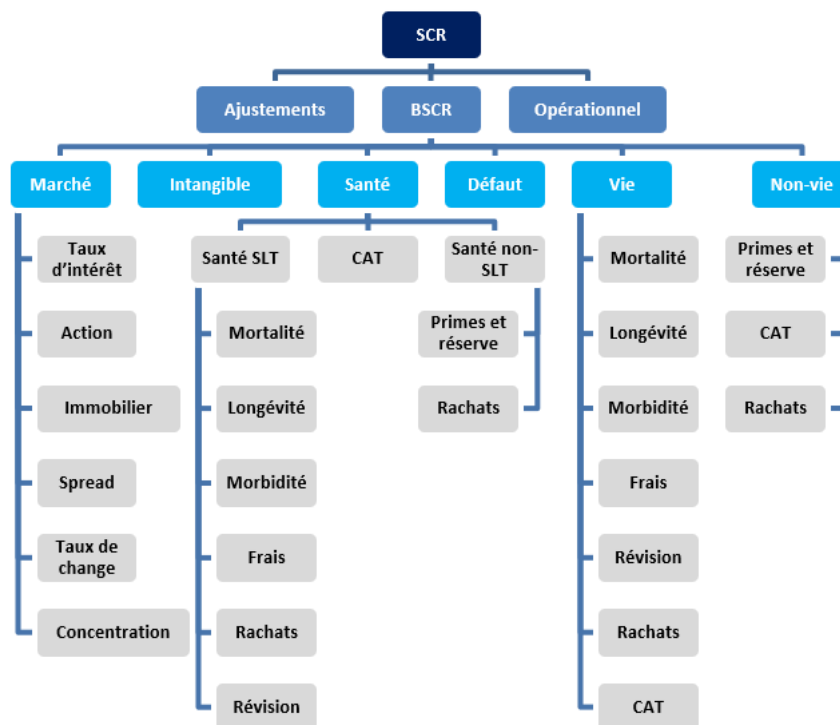 SCR
Ajustements
BSCR
Opérationnel
Marché
Intangible
Santé
Défaut
Vie
Non-vie
Taux
d'intérêt
Santé SLT
CAT
Santé non-
SLT
Mortalité
Primes et
réserve
Action
Mortalité
Primes et
réserve
Longévité
CAT
Immobilier
Longévité
Rachats
Morbidité
Rachats
Spread
Morbidité
Frais
Taux de
change
Frais
Révision
Concentration
Rachats
Rachats
Révision
CAT